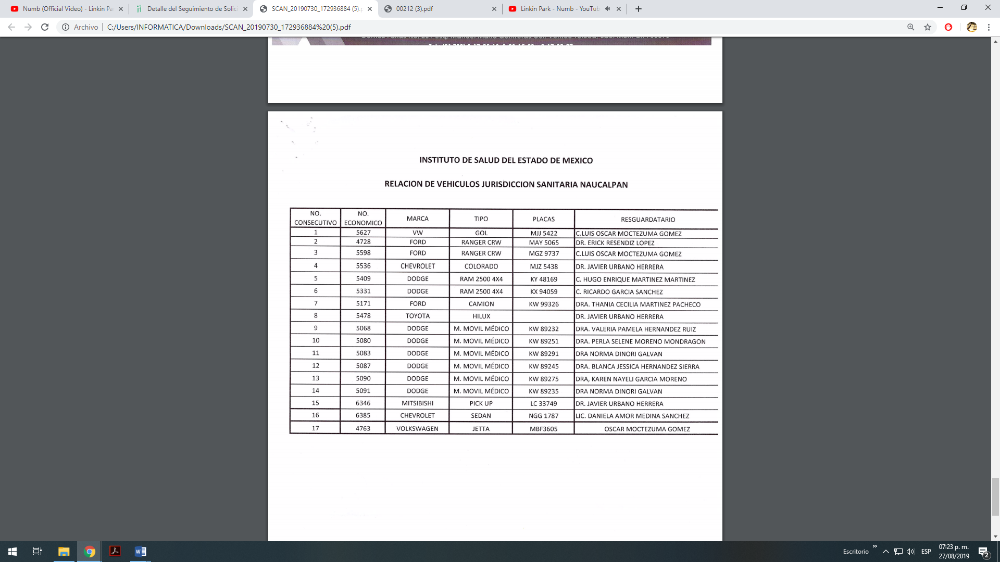 Numb (Official Video) - Linkin Pa
Detalle del Seguimiento de Solici
SCAN_20190730_172936884 (5).p
00212 (3).pdf
Linkin Park - Numb - YouTub
Archivo
C:/Users/INFORMATICA/Downloads/SCAN_20190730_172936884%20(5).pdf
INSTITUTO DE SALUD DEL ESTADO DE MEXICO
RELACION DE VEHICULOS JURISDICCION SANITARIA NAUCALPAN
NO. CONSECUTIVO NO. ECONOMICO MARCA TIPO PLACAS RESGUARDATARIO
1 5627 VW GOL MJJ 5422 C.LUIS OSCAR MOCTEZUMA GOMEZ
2 4728 FORD RANGER CRW MAY 5065 DR. ERICK RESENDIZ LOPEZ
3 5598 FORD RANGER CRW MGZ 9737 C.LUIS OSCAR MOCTEZUMA GOMEZ
4 5536 CHEVROLET COLORADO MJZ 5438 DR. JAVIER URBANO HERRERA
5 5409 DODGE RAM 2500 4X4 KY 48169 C. HUGO ENRIQUE MARTINEZ MARTINEZ
6 5331 DODGE RAM 2500 4X4 KX 94059 C. RICARDO GARCIA SANCHEZ
7 5171 FORD CAMION KW 99326 DRA. THANIA CECILIA MARTINEZ PACHECO
8 5478 TOYOTA HILUX DR. JAVIER URBANO HERRERA
9 5068 DODGE M. MOVIL MÉDICO KW 89232 DRA. VALERIA PAMELA HERNANDEZ RUIZ
10 5080 DODGE M. MOVIL MÉDICO KW 89251 DRA. PERLA SELENE MORENO MONDRAGON
11 5083 DODGE M. MOVIL MÉDICO KW 89291 DRA NORMA DINORI GALVAN
12 5087 DODGE M. MOVIL MÉDICO KW 89245 DRA. BLANCA JESSICA HERNANDEZ SIERRA
13 5090 DODGE M. MOVIL MÉDICO KW 89275 DRA, KAREN NAYELI GARCIA MORENO
14 5091 DODGE M. MOVIL MÉDICO KW 89235 DRA NORMA DINORI GALVAN
15 6346 MITSIBISHI PICK UP LC 33749 DR. JAVIER URBANO HERRERA
16 6385 CHEVROLET SEDAN NGG 1787 LIC. DANIELA AMOR MEDINA SANCHEZ
17 4763 VOLKSWAGEN JETTA MBF3605 OSCAR MOCTEZUMA GOMEZ
Escritorio
ESP
07:23 p. m.
27/08/2019
2